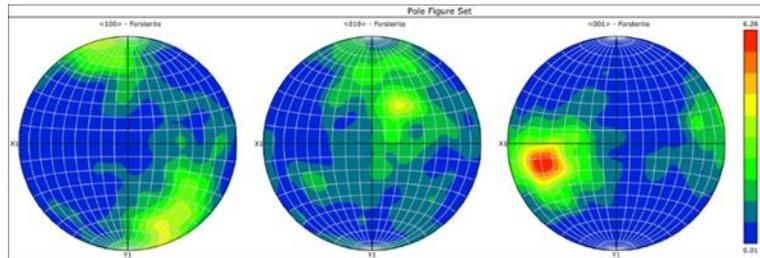 Pole Figure Set
<100> - Forsterite
<010> - Forsterite
<001> - Forsterite
6.26
X1
X1
X1
Y1
Y1
Y1
0.01